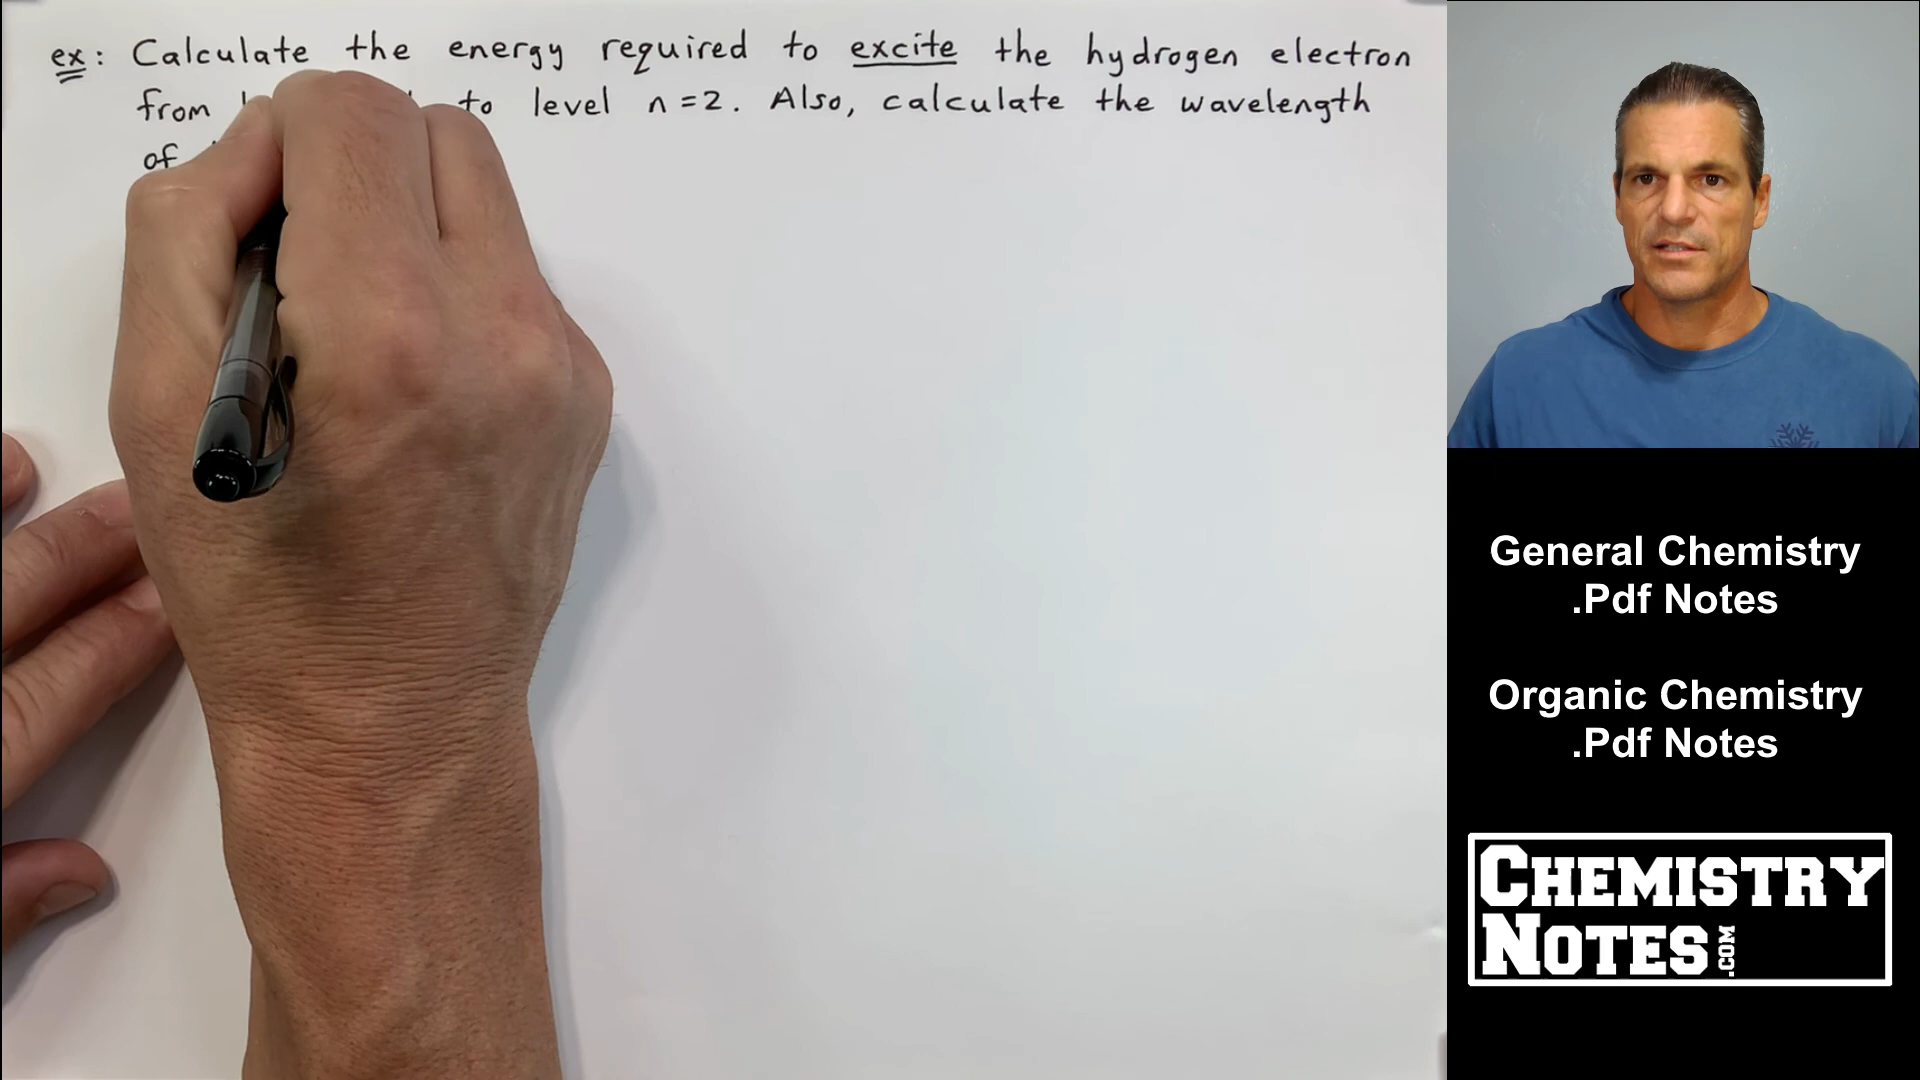 ex: Calculate the energy required to excite the hydrogen electron
from to level n = 2. Also, calculate the wavelength
of
General Chemistry
.Pdf Notes
Organic Chemistry
.Pdf Notes
CHEMISTRY
NOTES.COM